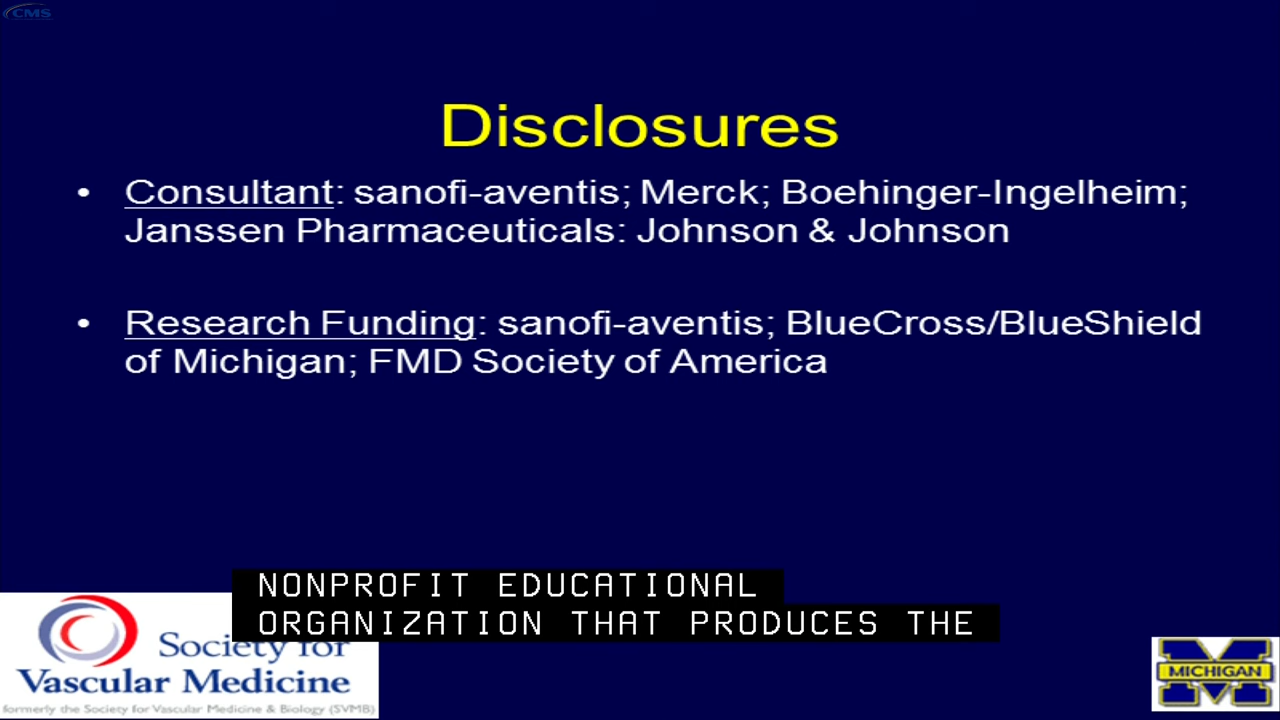 CMS
Disclosures
• Consultant: sanofi-aventis; Merck; Boehinger-Ingelheim;
Janssen Pharmaceuticals: Johnson & Johnson
• Research Funding: sanofi-aventis; BlueCross/BlueShield
of Michigan; FMD Society of America
NONPROFIT EDUCATIONAL
ORGANIZATION THAT PRODUCES THE
Society for
Vascular Medicine
formerly the Society for Vascular Medicine & Biology (SVMB)
MICHIGAN